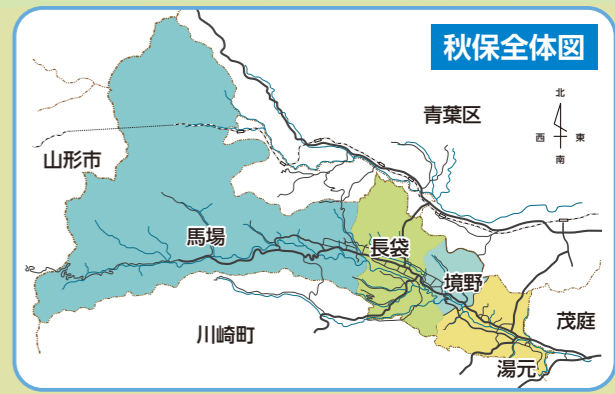 秋保全体図
北
西 東
南
青葉区
山形市
馬場
長袋
境野
川崎町
茂庭
湯元